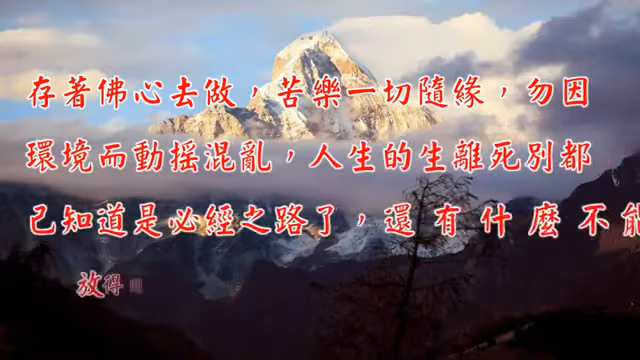 存著佛心去做，苦樂一切隨緣，勿因
環境而動摇混亂，人生的生離死別都
己知道是必經之路了，還有什麼不能
放得